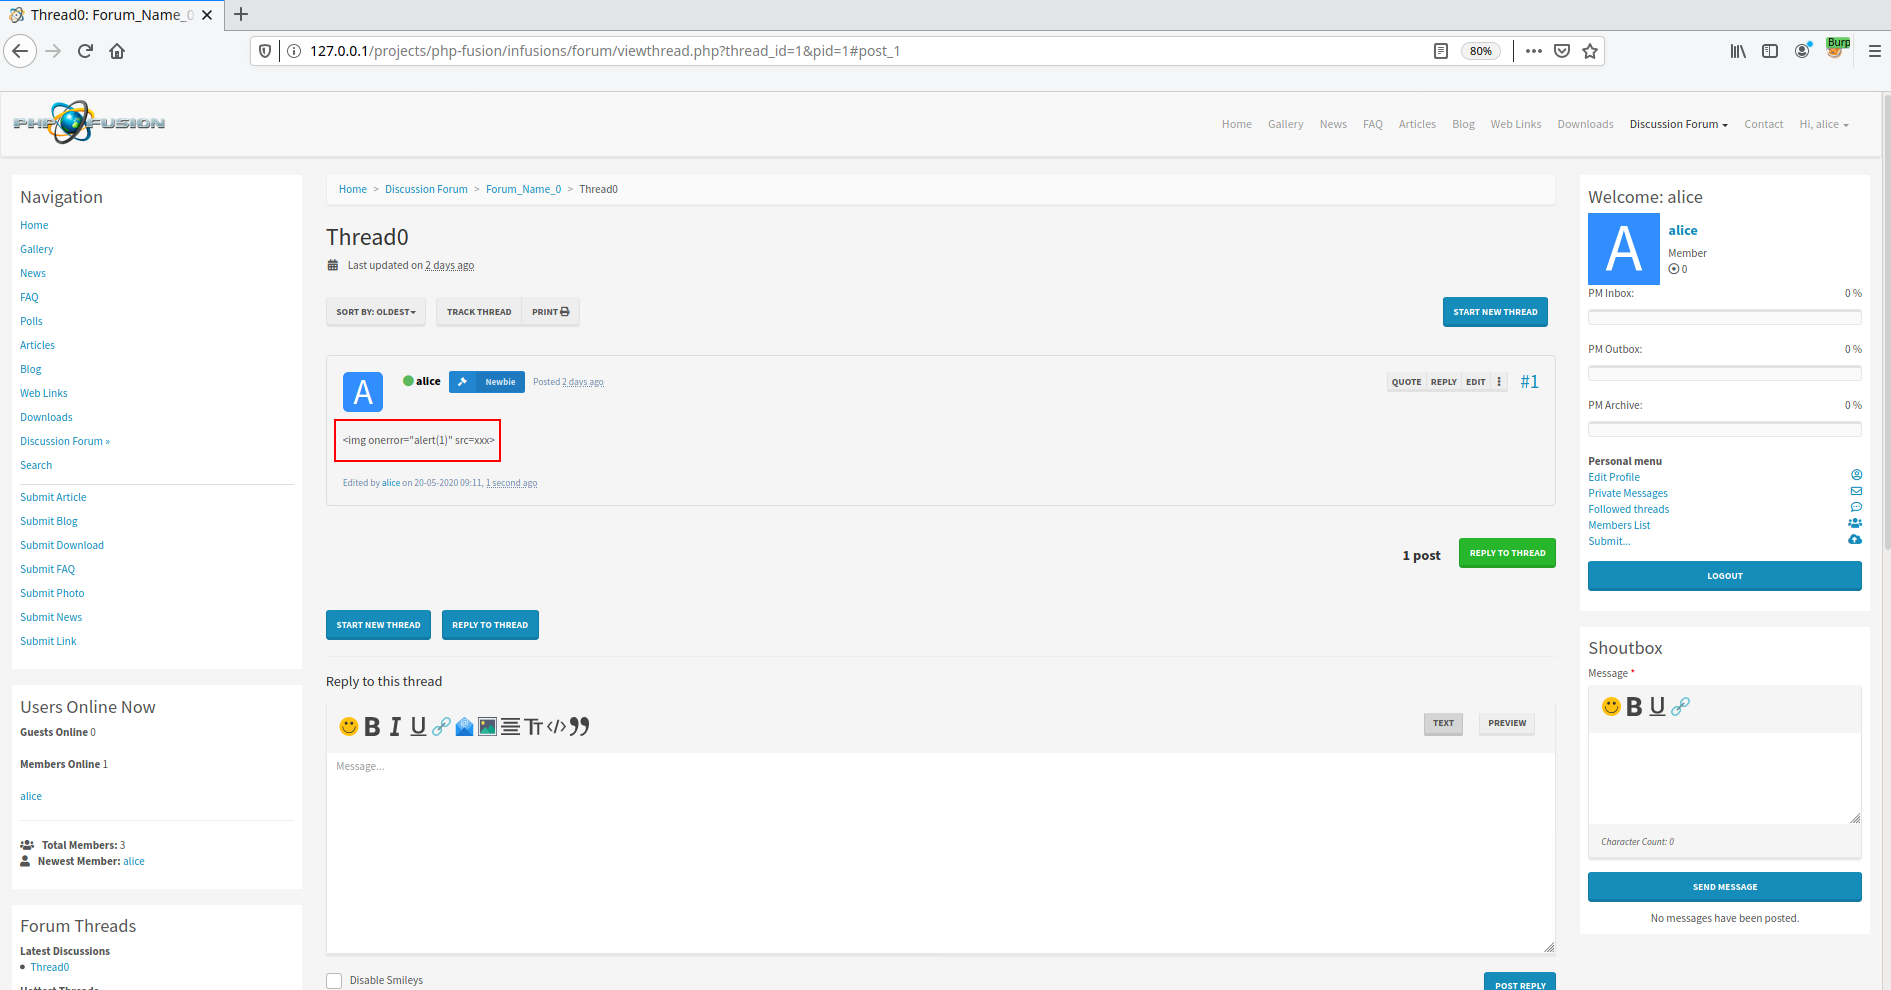 Thread0: Forum_Name_0
127.0.0.1/projects/php-fusion/infusions/forum/viewthread.php?thread_id=1&pid=1#post_1
80%
Burp
PHP FUSION
Home Gallery News FAQ Articles Blog Web Links Downloads Discussion Forum Contact Hi, alice
Navigation
Home
Gallery
News
FAQ
Polls
Articles
Blog
Web Links
Downloads
Discussion Forum »
Search
Submit Article
Submit Blog
Submit Download
Submit FAQ
Submit Photo
Submit News
Submit Link
Users Online Now
Guests Online 0
Members Online 1
alice
Total Members: 3
Newest Member: alice
Forum Threads
Latest Discussions
Thread0
Hottest Threads
Home > Discussion Forum > Forum_Name_0 > Thread0
Thread0
Last updated on 2 days ago
SORT BY: OLDEST TRACK THREAD PRINT START NEW THREAD
A alice Newbie Posted 2 days ago QUOTE REPLY EDIT #1
<img onerror="alert(1)" src=xxx>
Edited by alice on 20-05-2020 09:11, 1 second ago
1 post REPLY TO THREAD
START NEW THREAD REPLY TO THREAD
Reply to this thread
TEXT PREVIEW
Message...
Disable Smileys
POST REPLY
Welcome: alice
A
alice
Member
0
PM Inbox: 0 %
PM Outbox: 0 %
PM Archive: 0 %
Personal menu
Edit Profile
Private Messages
Followed threads
Members List
Submit...
LOGOUT
Shoutbox
Message *
Character Count: 0
SEND MESSAGE
No messages have been posted.